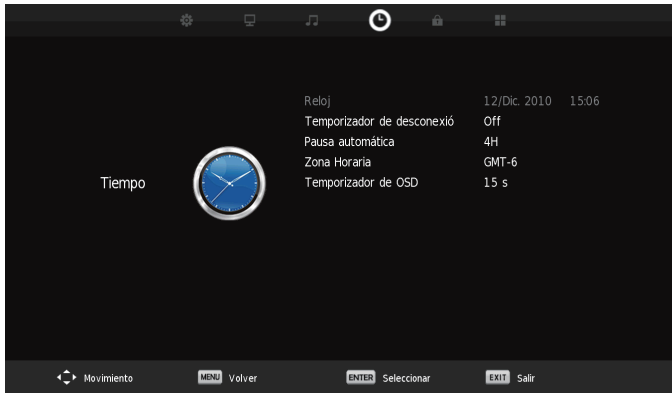 Reloj 12/Dic. 2010 15:06
Temporizador de desconexió Off
Pausa automática 4H
Zona Horaria GMT-6
Tiempo
Temporizador de OSD 15 s
Movimiento MENU Volver ENTER Seleccionar EXIT Salir